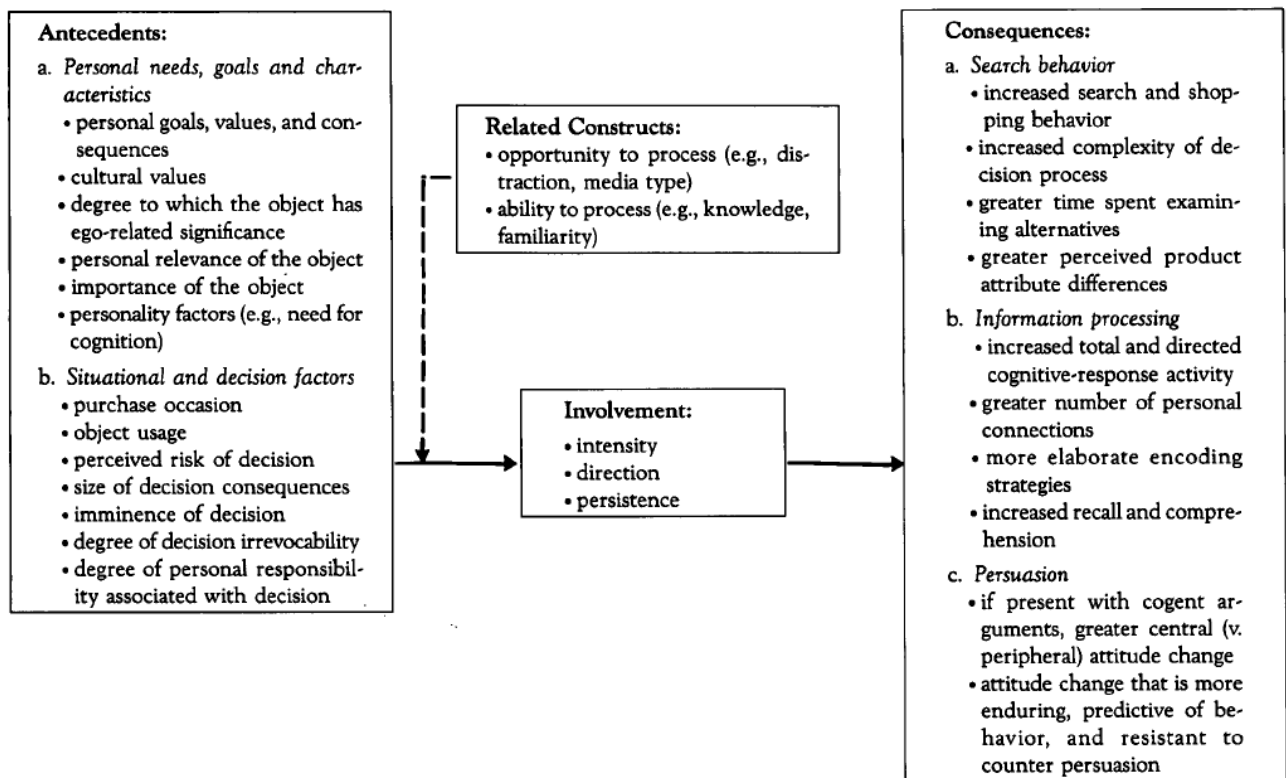 Antecedents:
a. Personal needs, goals and char-
acteristics
• personal goals, values, and con-
sequences
• cultural values
• degree to which the object has
ego-related significance
• personal relevance of the object
• importance of the object
• personality factors (e.g., need for
cognition)
b. Situational and decision factors
• purchase occasion
• object usage
• perceived risk of decision
• size of decision consequences
• imminence of decision
• degree of decision irrevocability
• degree of personal responsibil-
ity associated with decision
Related Constructs:
• opportunity to process (e.g., dis-
traction, media type)
• ability to process (e.g., knowledge,
familiarity)
Involvement:
• intensity
• direction
• persistence
Consequences:
a. Search behavior
• increased search and shop-
ping behavior
• increased complexity of de-
cision process
• greater time spent examin-
ing alternatives
• greater perceived product
attribute differences
b. Information processing
• increased total and directed
cognitive-response activity
• greater number of personal
connections
• more elaborate encoding
strategies
• increased recall and compre-
hension
c. Persuasion
• if present with cogent ar-
guments, greater central (v.
peripheral) attitude change
• attitude change that is more
enduring, predictive of be-
havior, and resistant to
counter persuasion